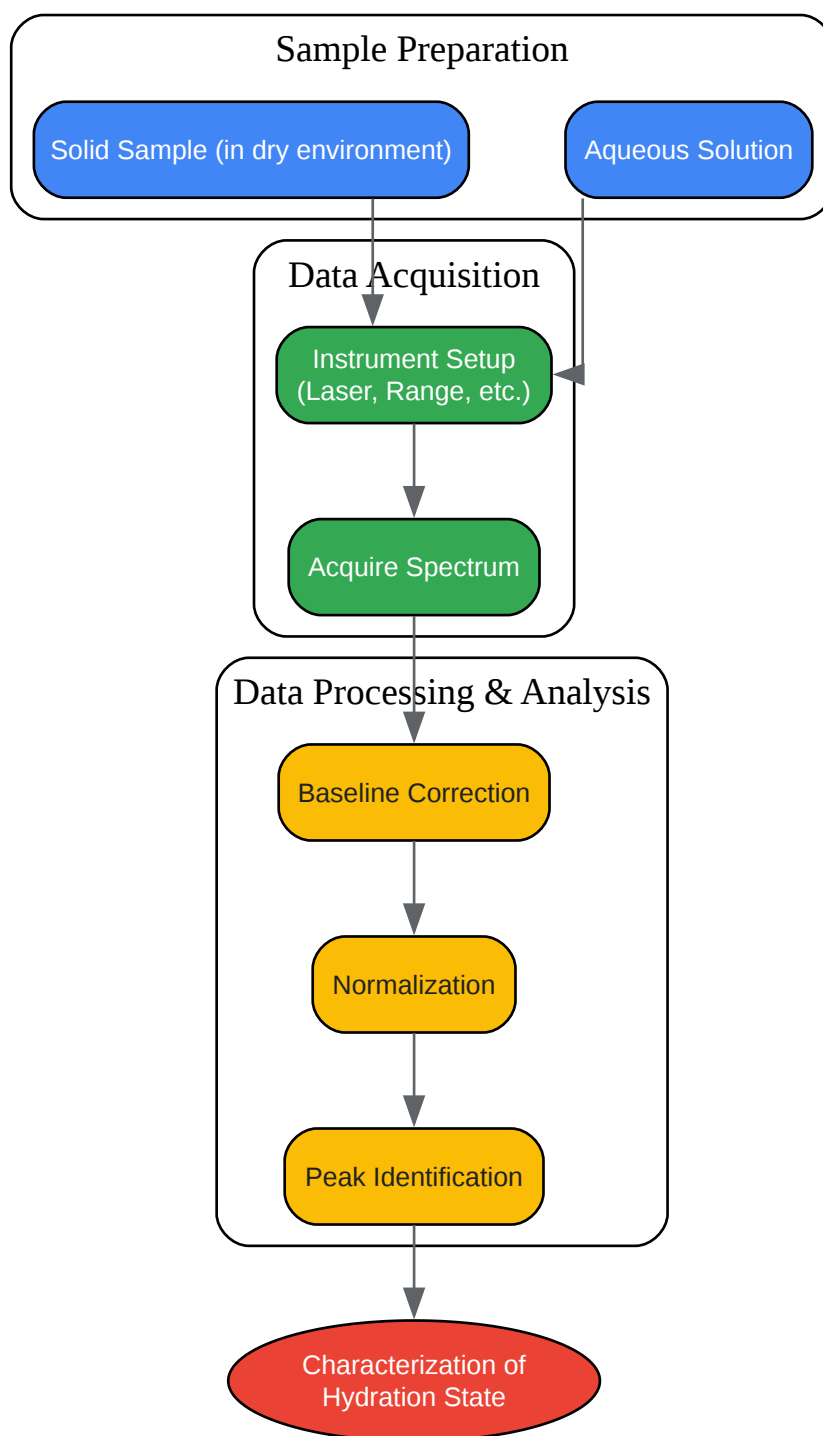 Sample Preparation
Solid Sample (in dry environment)
Aqueous Solution
Data Acquisition
Instrument Setup
(Laser, Range, etc.)
Acquire Spectrum
Data Processing & Analysis
Baseline Correction
Normalization
Peak Identification
Characterization of
Hydration State